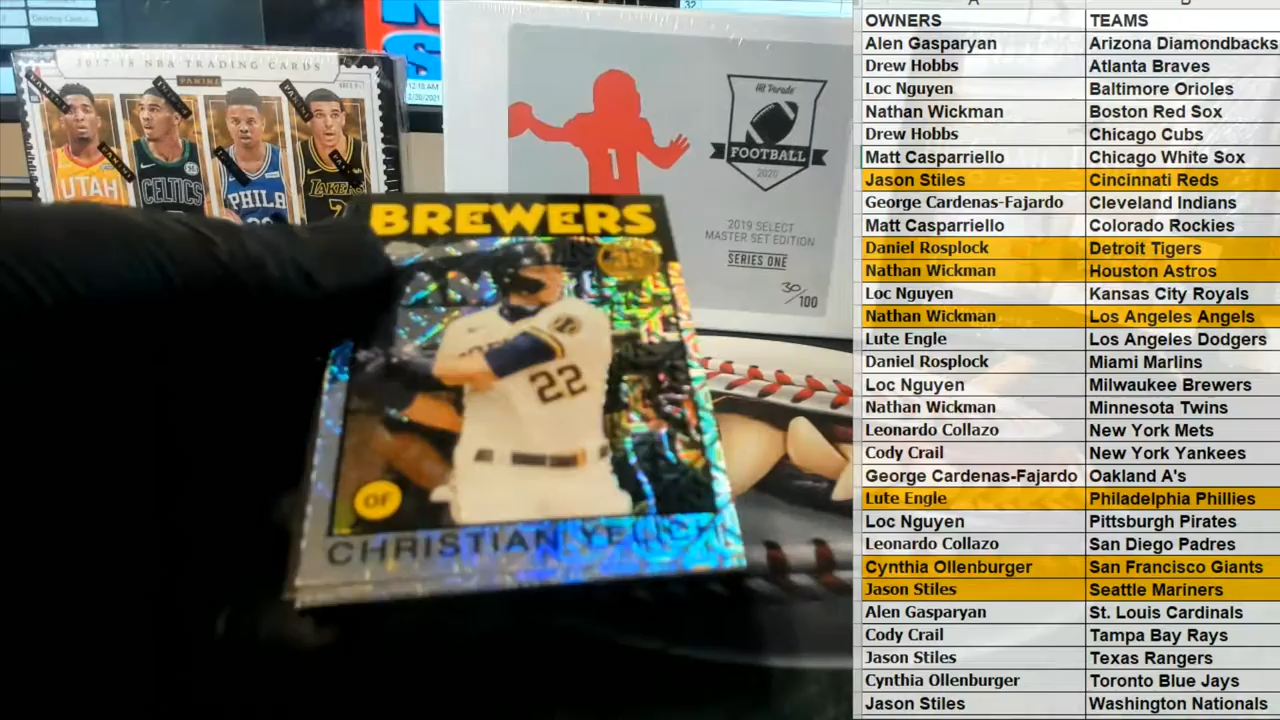 32
2017-18 NBA TRADING CARDS
PANINI
UTAH
CELTICS
PHILA
LAKERS
12:18 AM
Hit Parade
FOOTBALL
2020
1
2019 SELECT
MASTER SET EDITION
SERIES ONE
30/100
BREWERS
35
22
OF
CHRISTIAN YELICH
OWNERS TEAMS
Alen Gasparyan Arizona Diamondbacks
Drew Hobbs Atlanta Braves
Loc Nguyen Baltimore Orioles
Nathan Wickman Boston Red Sox
Drew Hobbs Chicago Cubs
Matt Casparriello Chicago White Sox
Jason Stiles Cincinnati Reds
George Cardenas-Fajardo Cleveland Indians
Matt Casparriello Colorado Rockies
Daniel Rosplock Detroit Tigers
Nathan Wickman Houston Astros
Loc Nguyen Kansas City Royals
Nathan Wickman Los Angeles Angels
Lute Engle Los Angeles Dodgers
Daniel Rosplock Miami Marlins
Loc Nguyen Milwaukee Brewers
Nathan Wickman Minnesota Twins
Leonardo Collazo New York Mets
Cody Crail New York Yankees
George Cardenas-Fajardo Oakland A's
Lute Engle Philadelphia Phillies
Loc Nguyen Pittsburgh Pirates
Leonardo Collazo San Diego Padres
Cynthia Ollenburger San Francisco Giants
Jason Stiles Seattle Mariners
Alen Gasparyan St. Louis Cardinals
Cody Crail Tampa Bay Rays
Jason Stiles Texas Rangers
Cynthia Ollenburger Toronto Blue Jays
Jason Stiles Washington Nationals